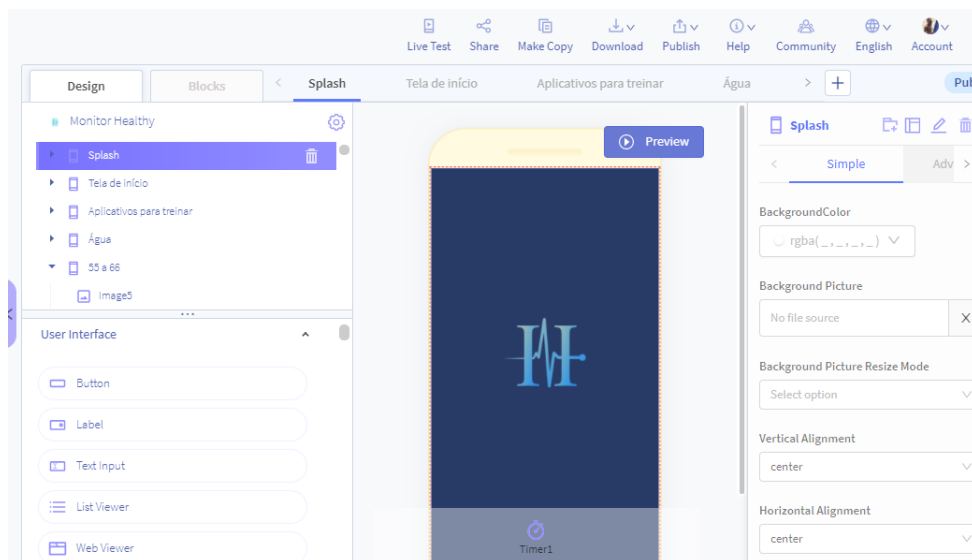 Live Test Share Make Copy Download Publish Help Community English Account
Design Blocks Splash Tela de início Aplicativos para treinar Água + Pub
Monitor Healthy
Splash
Tela de início
Aplicativos para treinar
Água
55 a 66
Image5
User Interface
Button
Label
Text Input
List Viewer
Web Viewer
Preview
Timer1
Splash
Simple Adv
BackgroundColor
rgba(_,_,_,_)
Background Picture
No file source X
Background Picture Resize Mode
Select option
Vertical Alignment
center
Horizontal Alignment
center